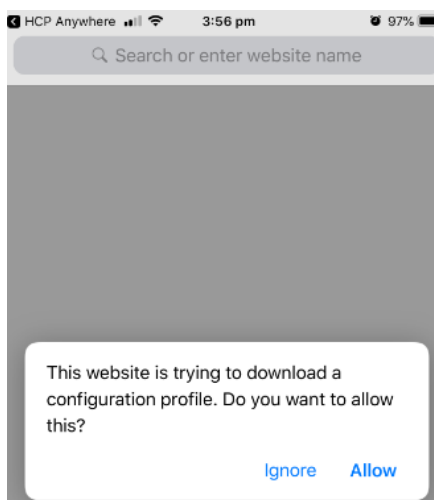 HCP Anywhere 3:56 pm 97%
Search or enter website name
This website is trying to download a
configuration profile. Do you want to allow
this?
Ignore Allow